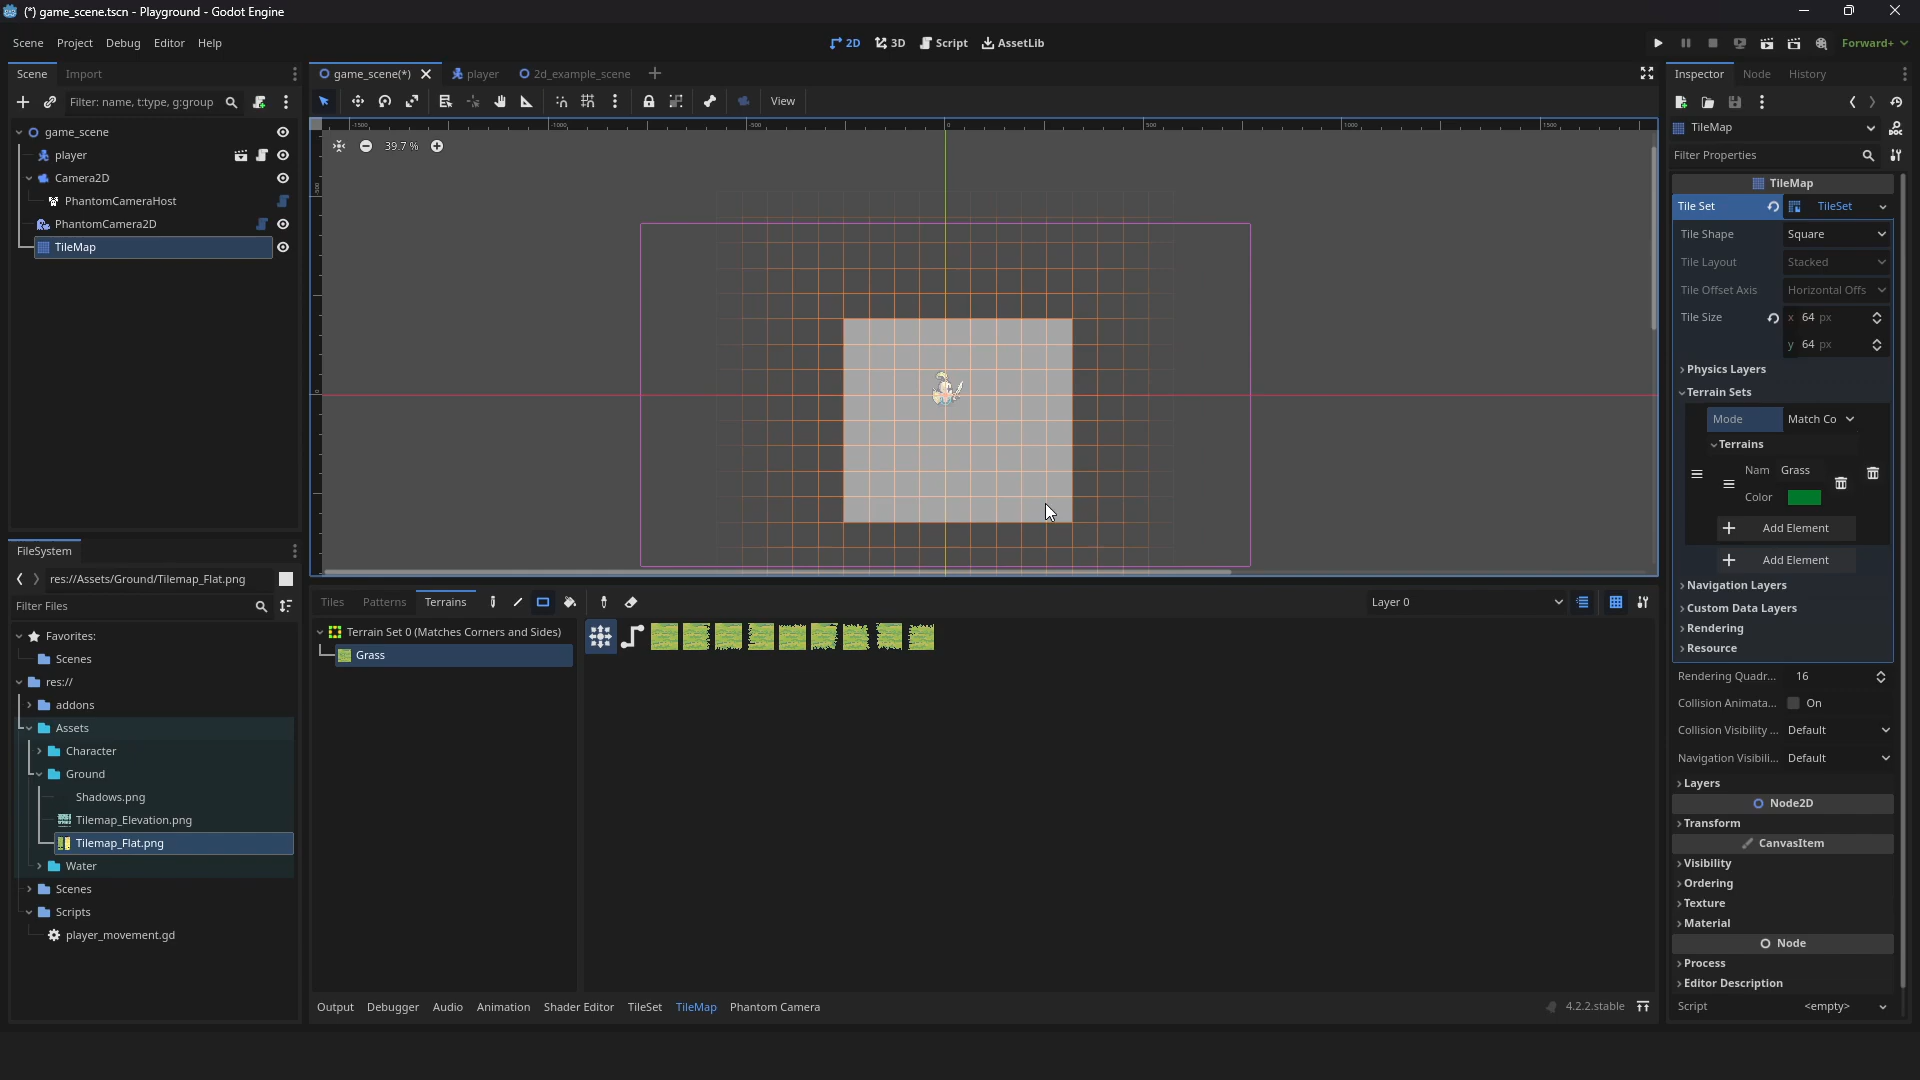 (*) game_scene.tscn - Playground - Godot Engine
Scene Project Debug Editor Help
2D 3D Script AssetLib
Forward+
Scene Import
Filter: name, t:type, g:group
game_scene
player
Camera2D
PhantomCameraHost
PhantomCamera2D
TileMap
game_scene(*) player 2d_example_scene
View
-1500 -1000 -500 0 500 1000 1500
39.7 %
FileSystem
res://Assets/Ground/Tilemap_Flat.png
Filter Files
Favorites:
Scenes
res://
addons
Assets
Character
Ground
Shadows.png
Tilemap_Elevation.png
Tilemap_Flat.png
Water
Scenes
Scripts
player_movement.gd
Tiles Patterns Terrains
Layer 0
Terrain Set 0 (Matches Corners and Sides)
Grass
Output Debugger Audio Animation Shader Editor TileSet TileMap Phantom Camera
4.2.2.stable
Inspector Node History
TileMap
Filter Properties
TileMap
Tile Set TileSet
Tile Shape Square
Tile Layout Stacked
Tile Offset Axis Horizontal Offs
Tile Size x 64 px
y 64 px
Physics Layers
Terrain Sets
Mode Match Co
Terrains
Nam Grass
Color
Add Element
Add Element
Navigation Layers
Custom Data Layers
Rendering
Resource
Rendering Quadr... 16
Collision Animata... On
Collision Visibility ... Default
Navigation Visibili... Default
Layers
Node2D
Transform
CanvasItem
Visibility
Ordering
Texture
Material
Node
Process
Editor Description
Script <empty>